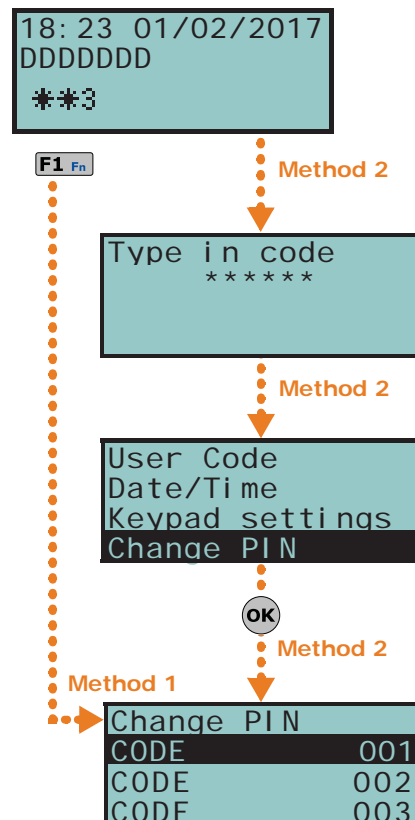 18:23 01/02/2017
DDDDDDD
**3
F1 Fn
Method 2
Type in code
******
Method 2
User Code
Date/Time
Keypad settings
Change PIN
OK
Method 2
Method 1
Change PIN
CODE 001
CODE 002
CODE 003